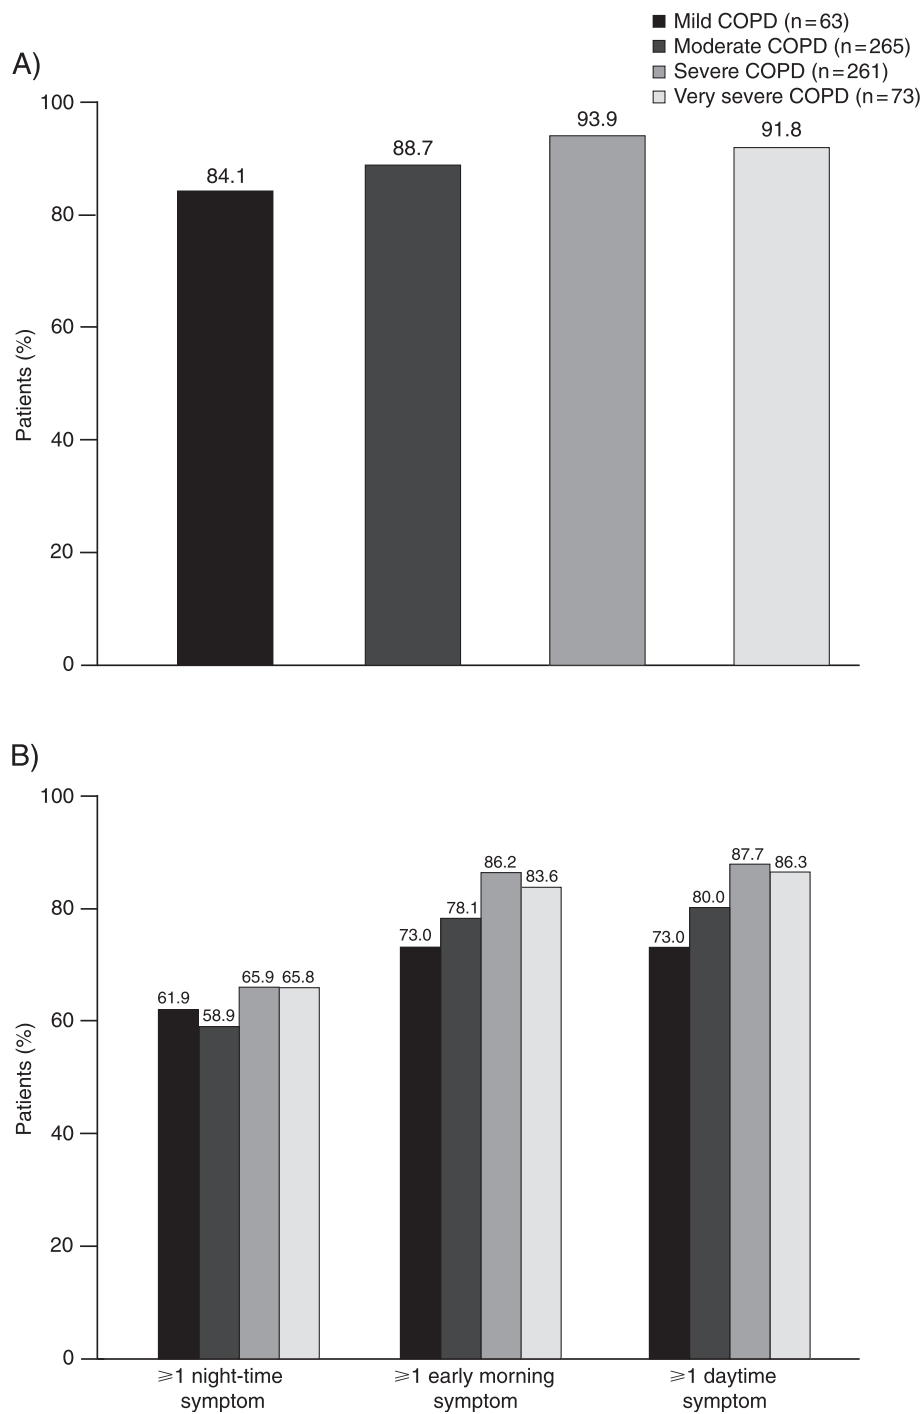 Mild COPD (n=63)
Moderate COPD (n=265)
Severe COPD (n=261)
Very severe COPD (n=73)
A)
100
80
60
40
20
0
Patients (%)
84.1
88.7
93.9
91.8
B)
100
80
60
40
20
0
Patients (%)
61.9
58.9
65.9
65.8
73.0
78.1
86.2
83.6
73.0
80.0
87.7
86.3
⩾1 night-time
symptom
⩾1 early morning
symptom
⩾1 daytime
symptom